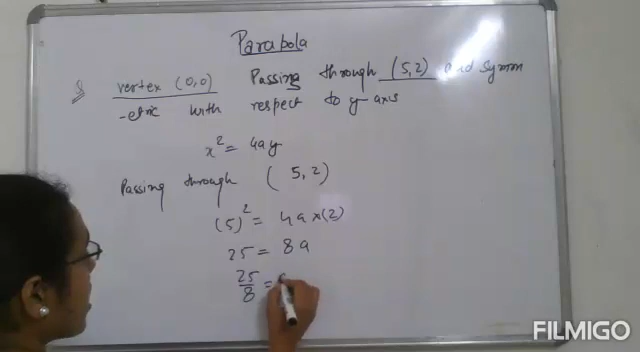 Parabola
Q vertex (0,0) Passing through (5,2) and symm
-etric with respect to y axis
x² = 4ay
Passing through (5,2)
(5)² = 4a×(2)
25 = 8a
25/8 =
FILMIGO